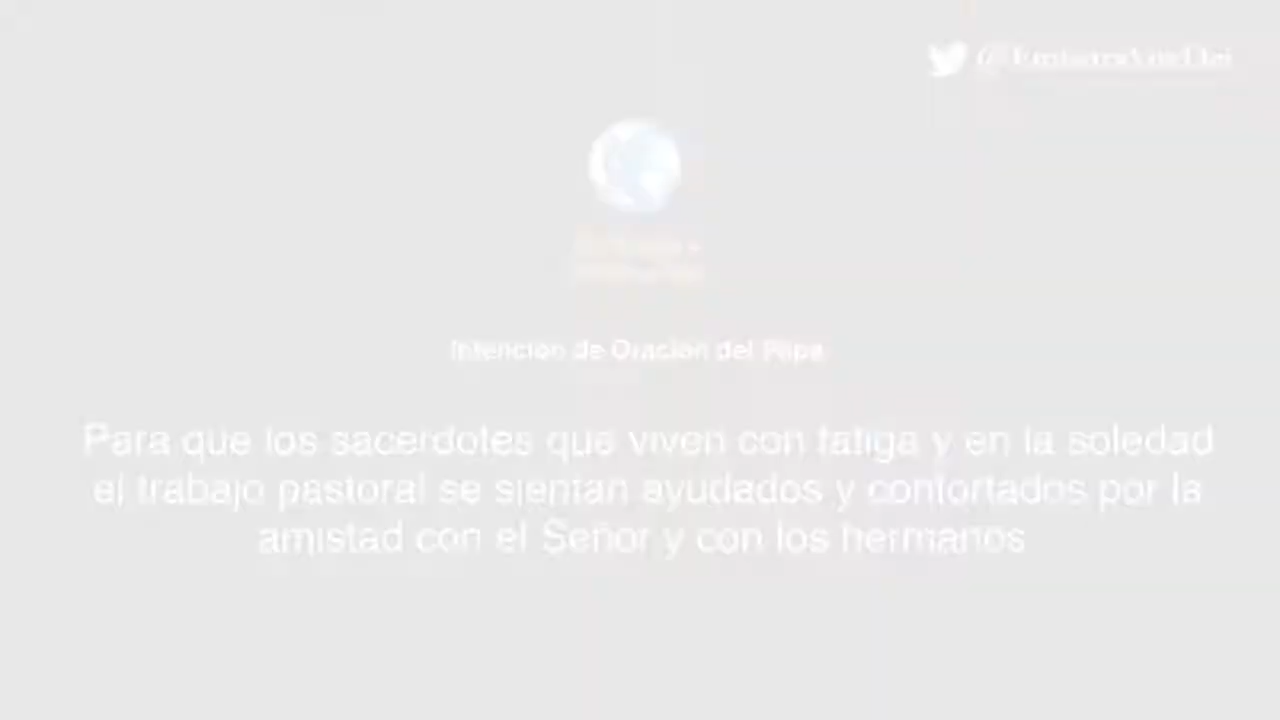 Intención de Oración del Papa
Para que los sacerdotes que viven con fatiga y en la soledad
el trabajo pastoral se sientan ayudados y confortados por la
amistad con el Señor y con los hermanos